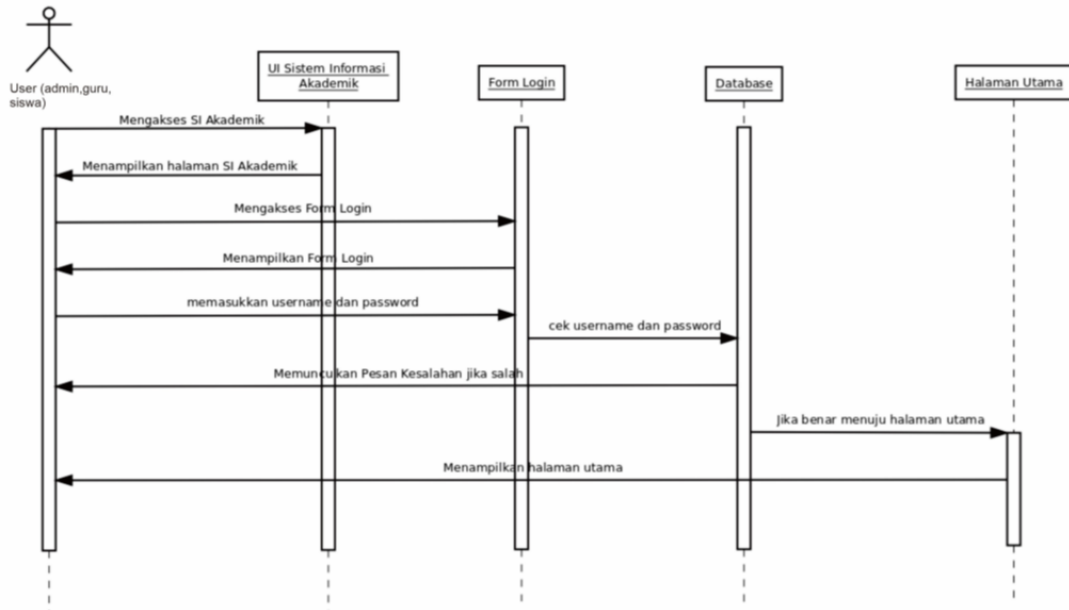 User (admin,guru,
siswa)
UI Sistem Informasi
Akademik
Form Login
Database
Halaman Utama
Mengakses SI Akademik
Menampilkan halaman SI Akademik
Mengakses Form Login
Menampilkan Form Login
memasukkan username dan password
cek username dan password
Memunculkan Pesan Kesalahan jika salah
Jika benar menuju halaman utama
Menampilkan halaman utama